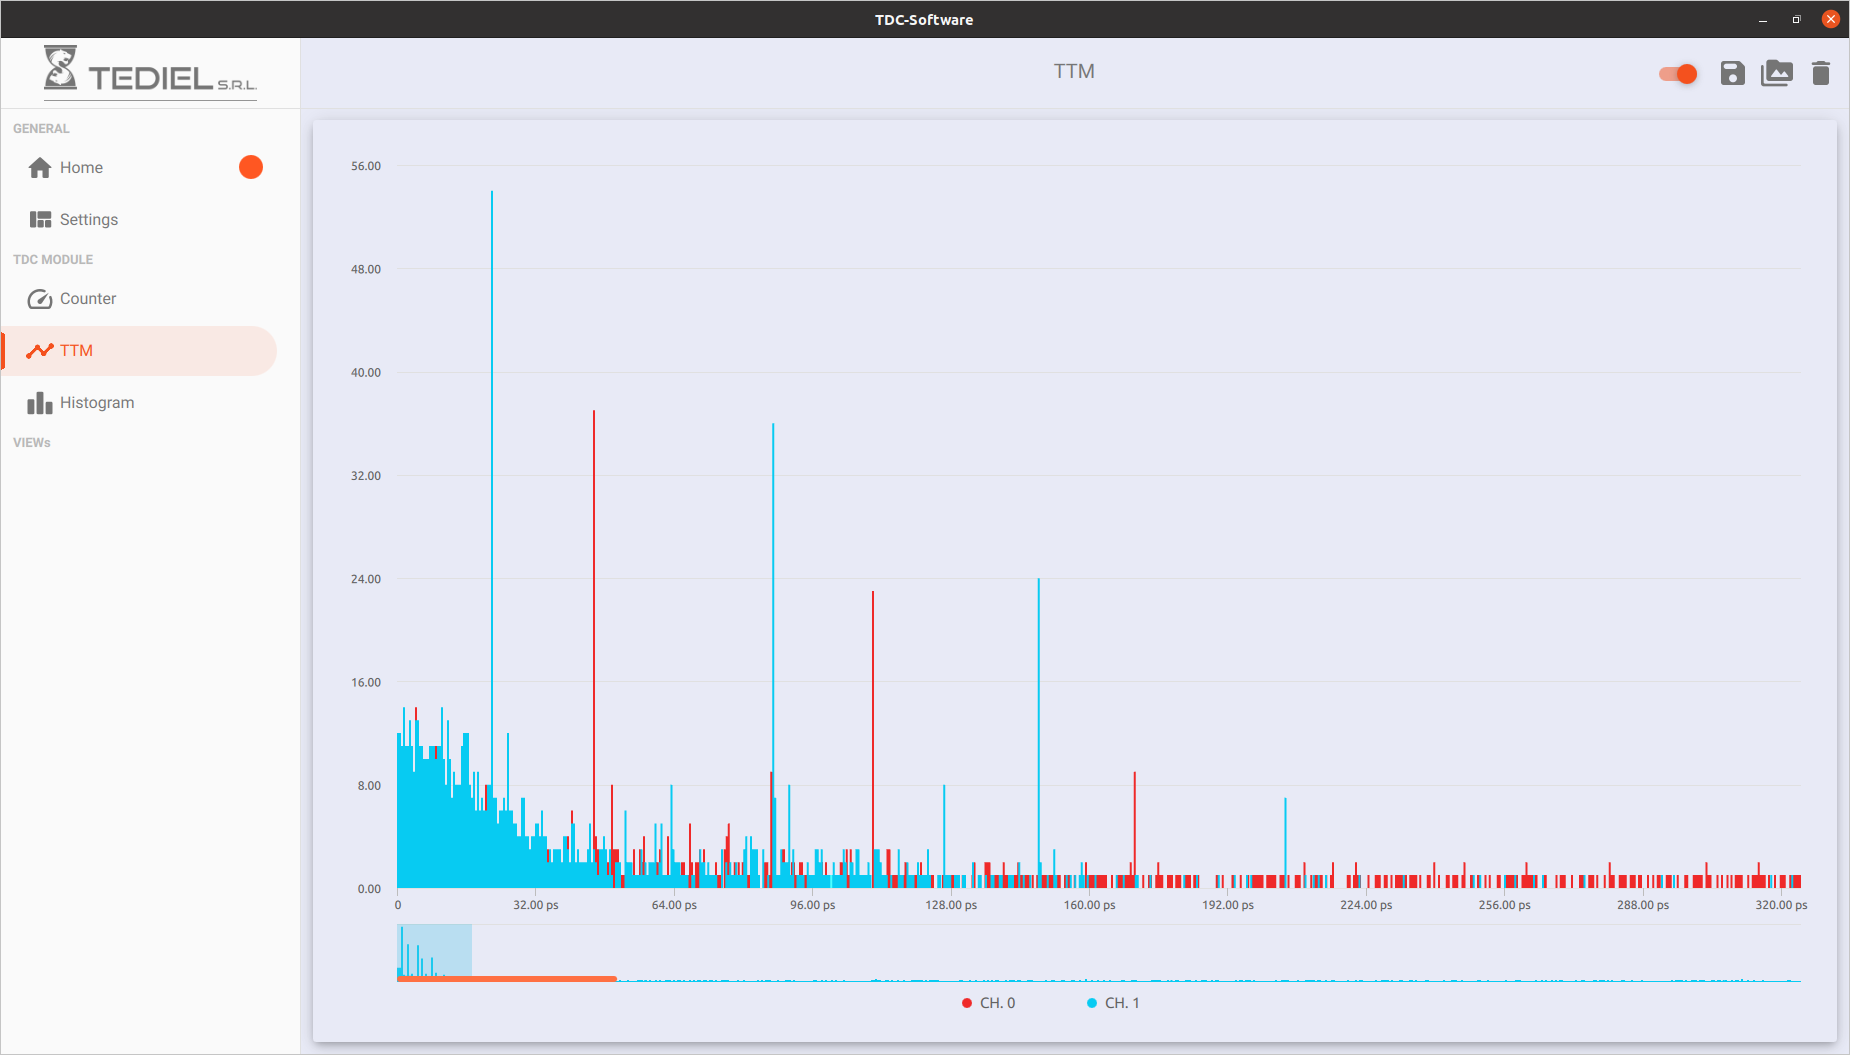 TDC-Software
TEDIEL S.R.L.
TTM
GENERAL
Home
Settings
TDC MODULE
Counter
TTM
Histogram
VIEWs
56.00
48.00
40.00
32.00
24.00
16.00
8.00
0.00
0 32.00 ps 64.00 ps 96.00 ps 128.00 ps 160.00 ps 192.00 ps 224.00 ps 256.00 ps 288.00 ps 320.00 ps
CH. 0 CH. 1